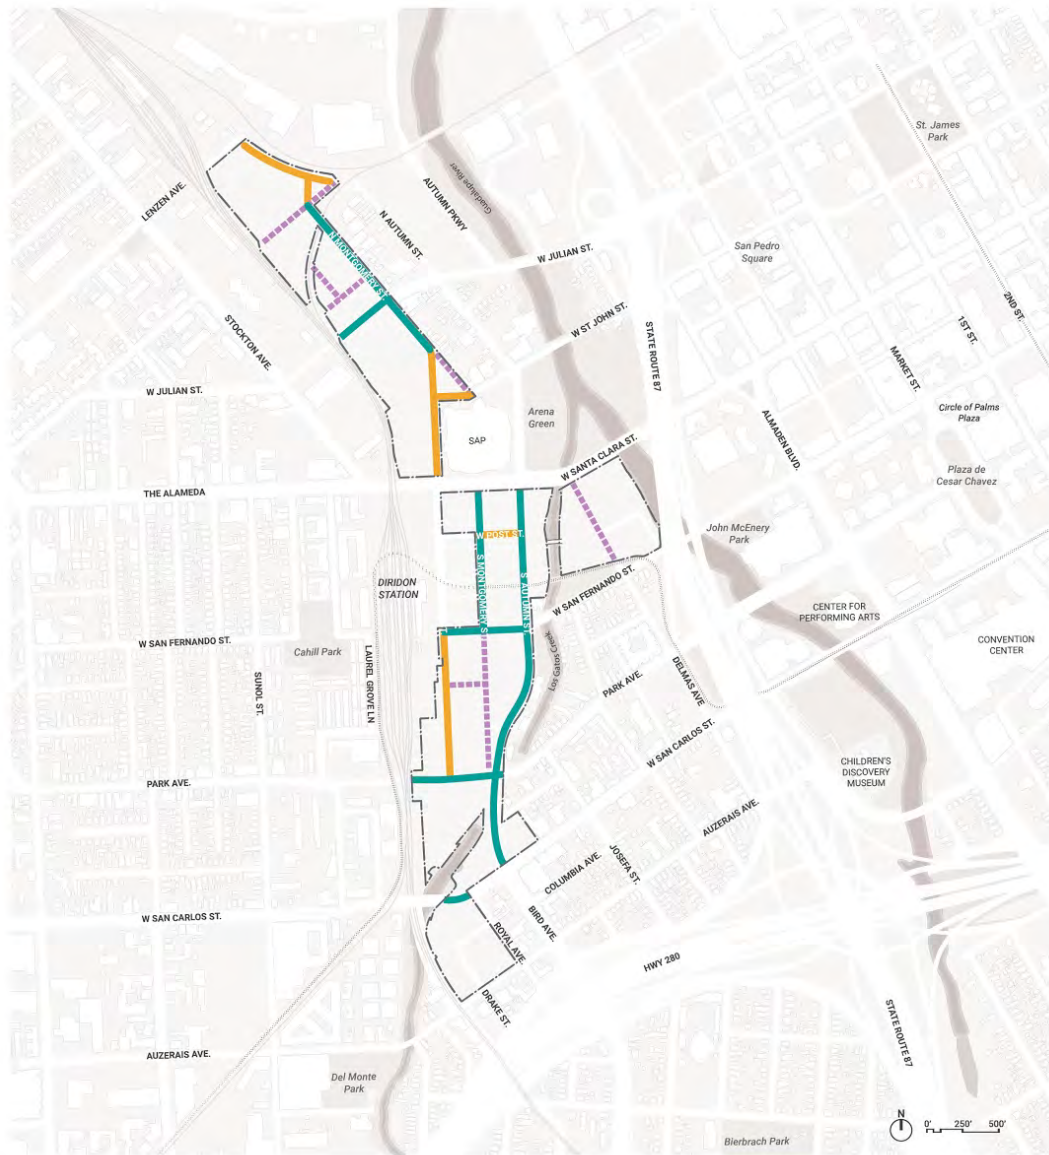 St. James
Park
LENZEN AVE.
Guadalupe River
AUTUMN PKWY
N AUTUMN ST.
San Pedro
Square
W JULIAN ST.
N MONTGOMERY ST.
2ND ST.
W ST JOHN ST.
1ST ST.
STOCKTON AVE.
STATE ROUTE 87
MARKET ST.
W JULIAN ST.
Circle of Palms
Plaza
Arena
Green
ALMADEN BLVD.
SAP
W SANTA CLARA ST.
Plaza de
Cesar Chavez
THE ALAMEDA
John McEnery
Park
W POST ST.
S MONTGOMERY S
S AUTUMN ST.
DIRIDON
STATION
W SAN FERNANDO ST.
CENTER FOR
PERFORMING ARTS
W SAN FERNANDO ST.
Cahill Park
CONVENTION
CENTER
Los Gatos Creek
LAUREL GROVE LN
SUNOL ST.
PARK AVE.
DELMAS AVE
W SAN CARLOS ST.
CHILDREN'S
DISCOVERY
MUSEUM
PARK AVE.
AUZERAIS AVE.
COLUMBIA AVE.
JOSEFA ST.
W SAN CARLOS ST.
BIRD AVE.
ROYAL AVE.
HWY 280
DRAKE ST.
STATE ROUTE 87
AUZERAIS AVE.
Del Monte
Park
N
0' 250' 500'
Bierbrach Park